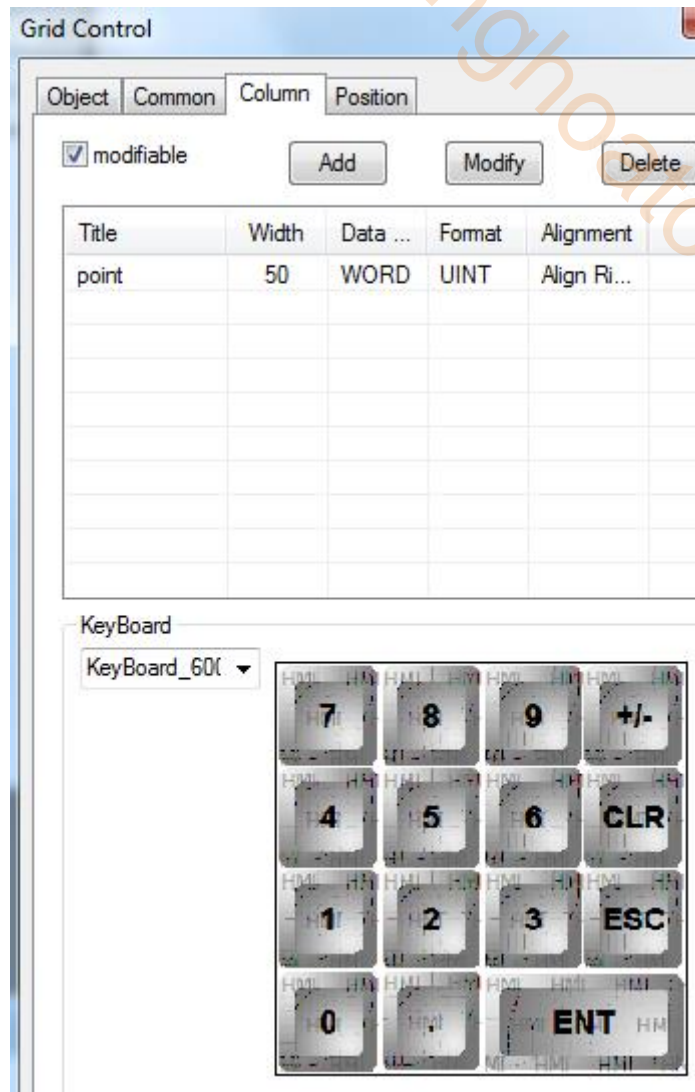 Grid Control
Object Common Column Position
modifiable Add Modify Delete
Title Width Data ... Format Alignment
point 50 WORD UINT Align Ri...
KeyBoard
KeyBoard_60(
7 8 9 +/-
4 5 6 CLR
1 2 3 ESC
0 . ENT